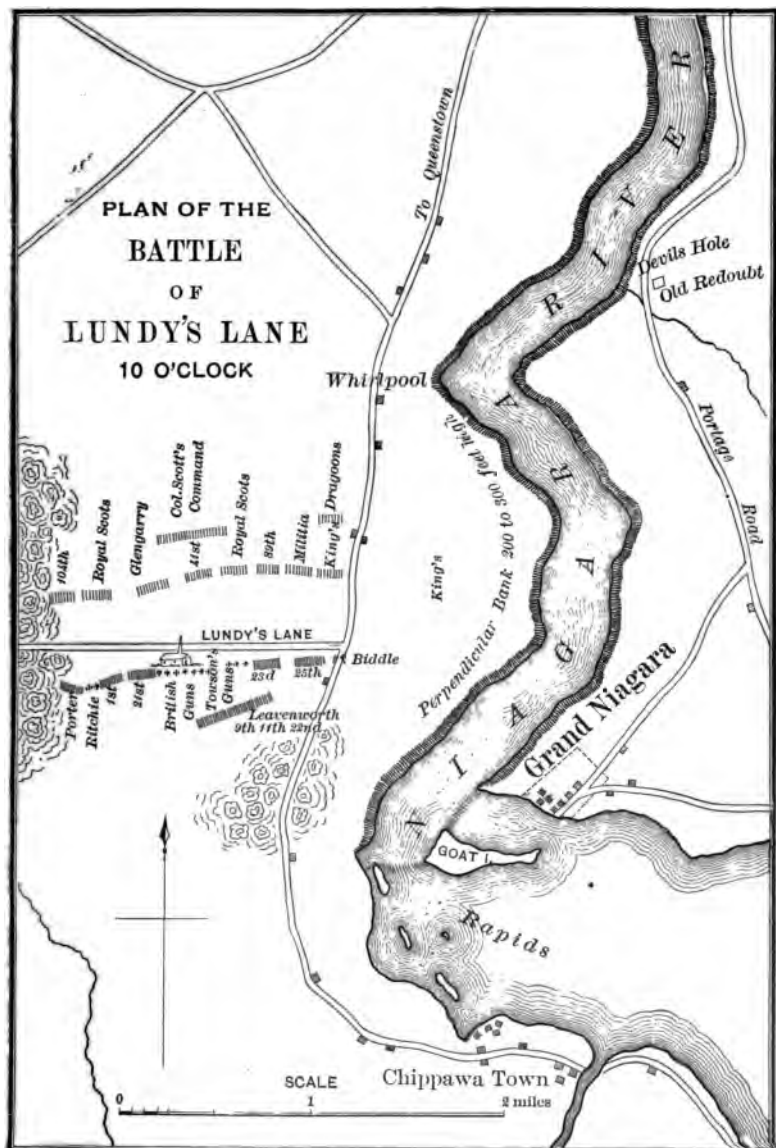 PLAN OF THE
BATTLE
OF
LUNDY'S LANE
10 O'CLOCK
To Queenstown
NIAGARA RIVER
Devils Hole
Old Redoubt
Whirlpool
Portage Road
Perpendicular Bank 200 to 300 feet high
King's
104th
Royal Scots
Glengarry
Col. Scott's
Command
41st
Royal Scots
89th
Militia
King's
Dragoons
LUNDY'S LANE
Porter
Ritchie
1st
21st
British
Guns
Towson's
Guns
23d
25th
Biddle
Leavenworth
9th 11th 22nd
Grand Niagara
GOAT I.
Rapids
Chippawa Town
SCALE
0 1 2 miles